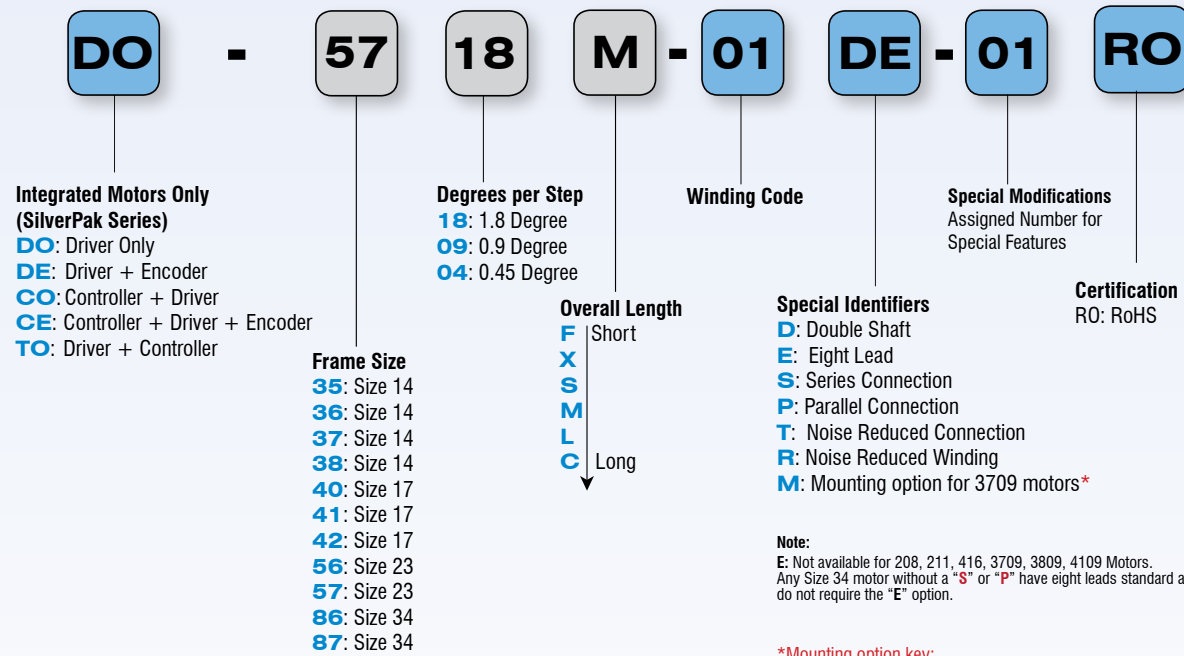 DO - 57 18 M - 01 DE - 01 RO
Integrated Motors Only
(SilverPak Series)
DO: Driver Only
DE: Driver + Encoder
CO: Controller + Driver
CE: Controller + Driver + Encoder
TO: Driver + Controller
Frame Size
35: Size 14
36: Size 14
37: Size 14
38: Size 14
40: Size 17
41: Size 17
42: Size 17
56: Size 23
57: Size 23
86: Size 34
87: Size 34
Degrees per Step
18: 1.8 Degree
09: 0.9 Degree
04: 0.45 Degree
Overall Length
F Short
X
S
M
L
C Long
Winding Code
Special Identifiers
D: Double Shaft
E: Eight Lead
S: Series Connection
P: Parallel Connection
T: Noise Reduced Connection
R: Noise Reduced Winding
M: Mounting option for 3709 motors*
Note:
E: Not available for 208, 211, 416, 3709, 3809, 4109 Motors.
Any Size 34 motor without a "S" or "P" have eight leads standard a
do not require the "E" option.
*Mounting option key:
Special Modifications
Assigned Number for
Special Features
Certification
RO: RoHS